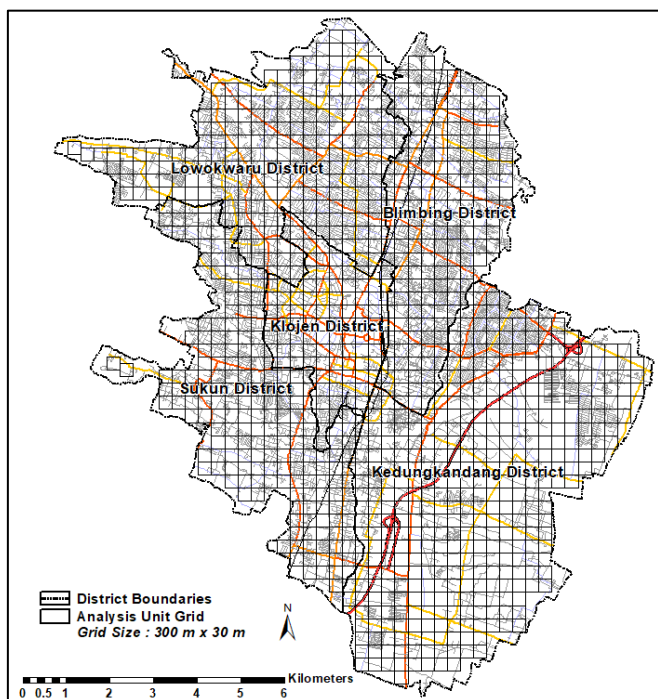 Lowokwaru District
Blimbing District
Klojen District
Sukun District
Kedungkandang District
District Boundaries
Analysis Unit Grid
Grid Size : 300 m x 30 m
N
Kilometers
0 0.5 1 2 3 4 5 6